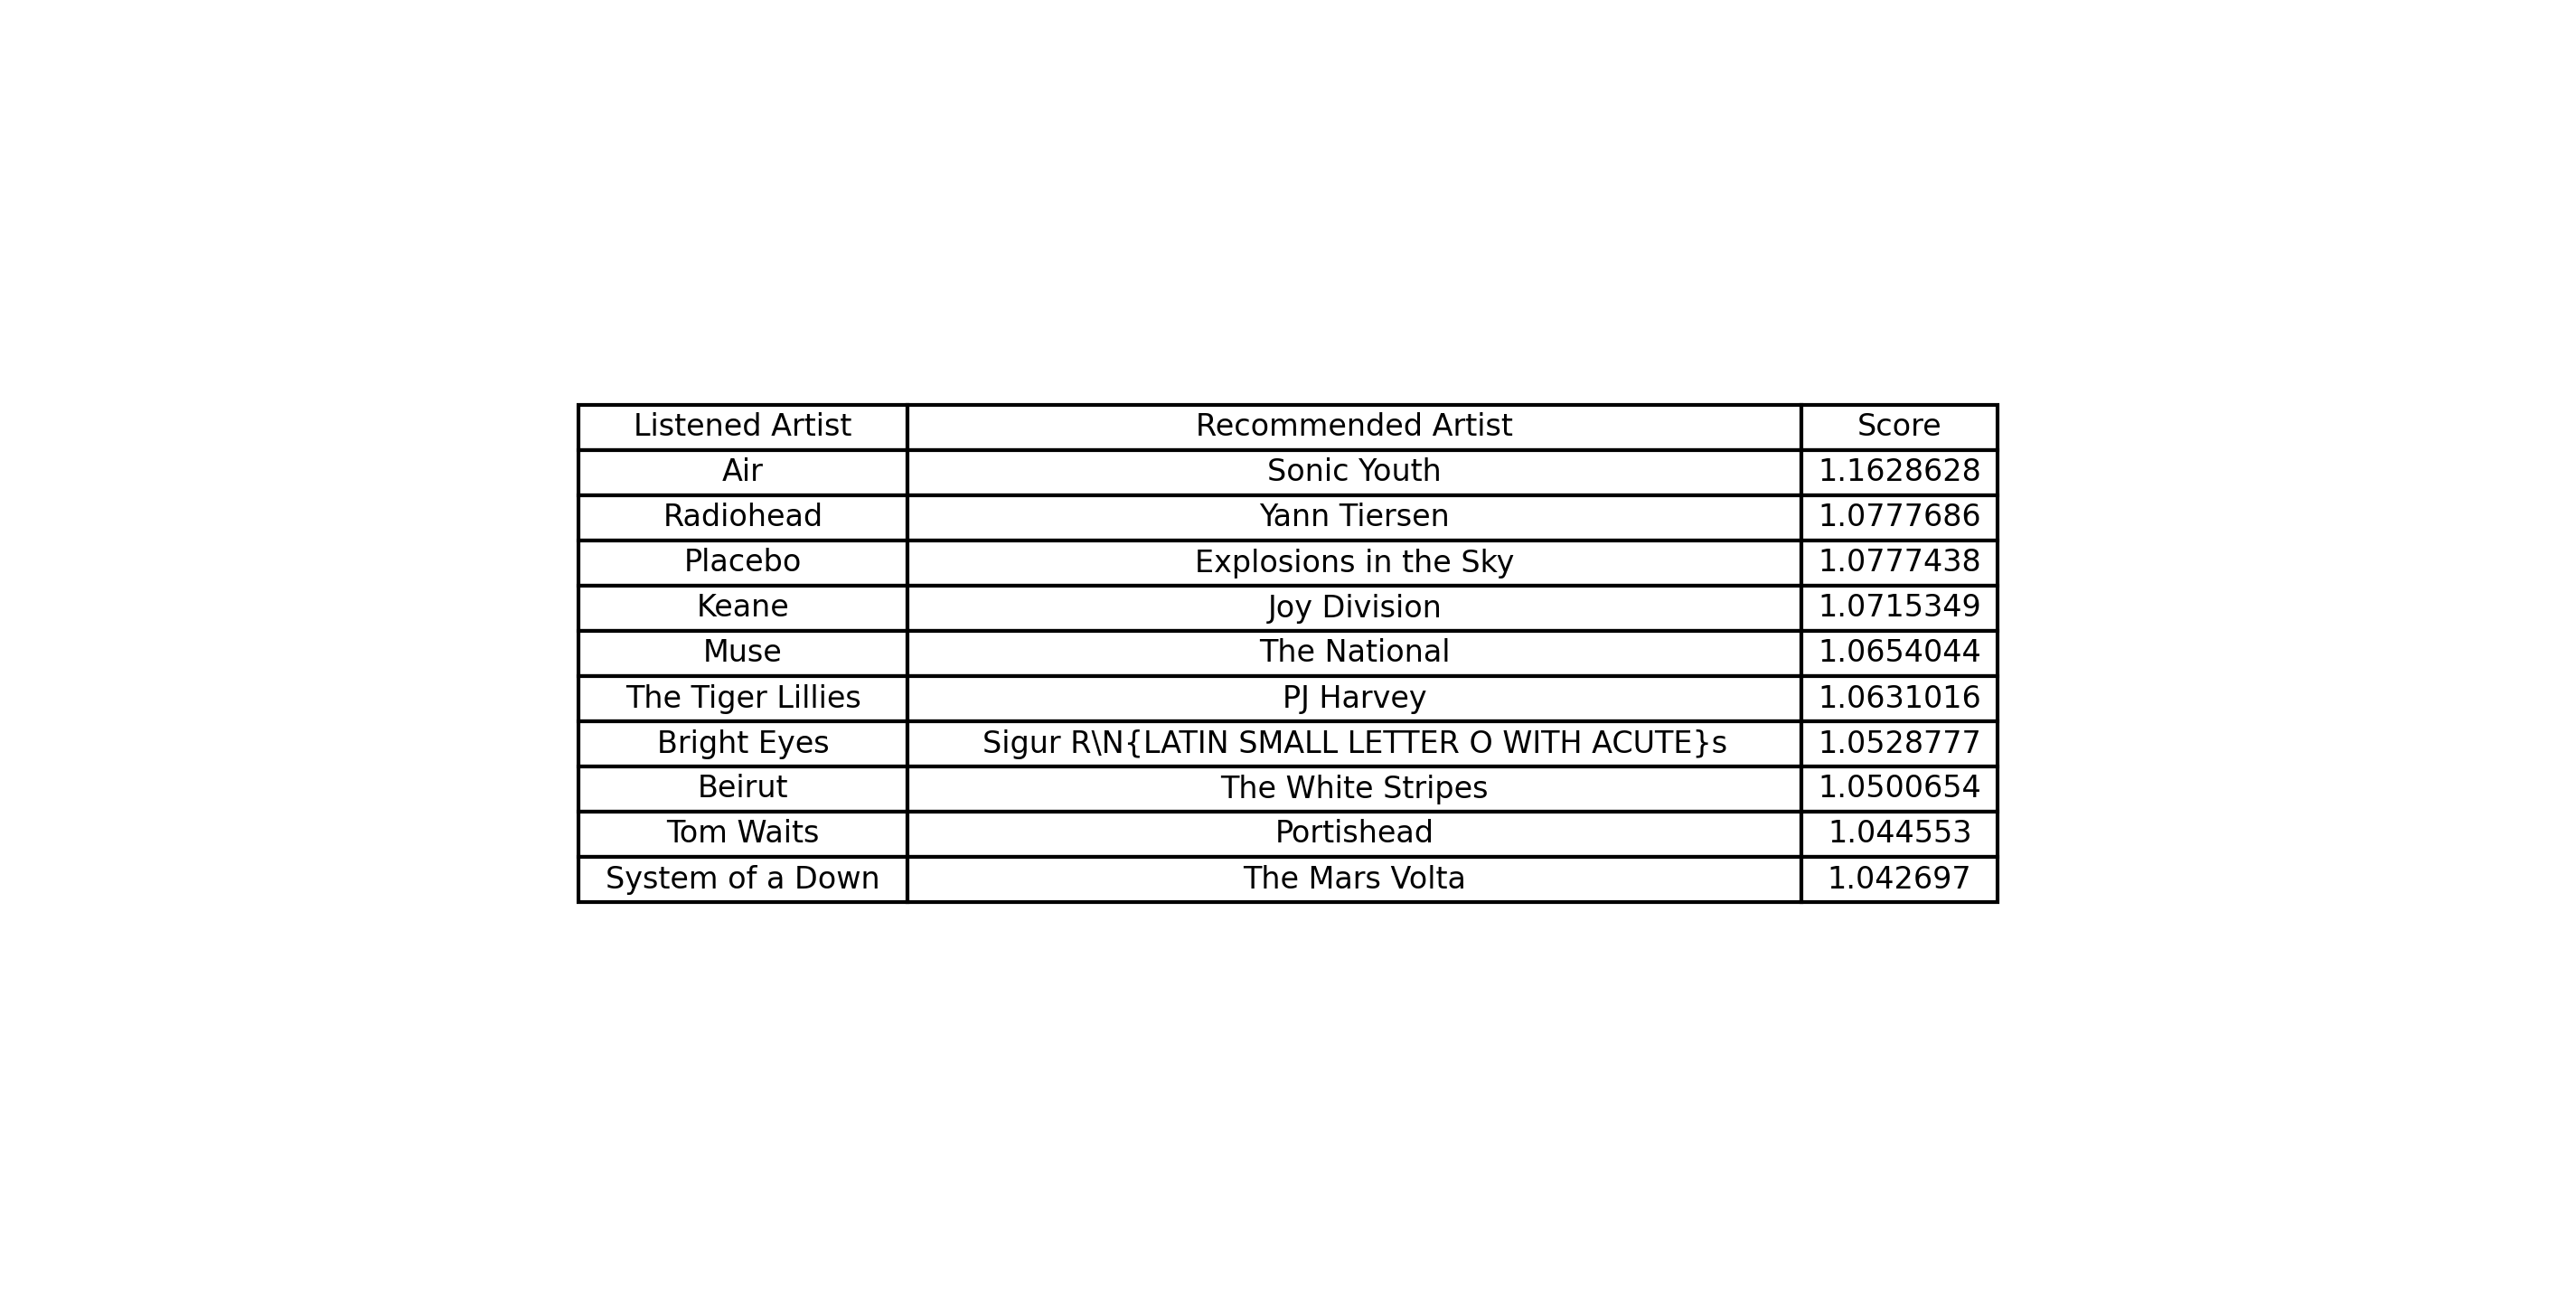 Listened Artist Recommended Artist Score
Air Sonic Youth 1.1628628
Radiohead Yann Tiersen 1.0777686
Placebo Explosions in the Sky 1.0777438
Keane Joy Division 1.0715349
Muse The National 1.0654044
The Tiger Lillies PJ Harvey 1.0631016
Bright Eyes Sigur R\N{LATIN SMALL LETTER O WITH ACUTE}s 1.0528777
Beirut The White Stripes 1.0500654
Tom Waits Portishead 1.044553
System of a Down The Mars Volta 1.042697